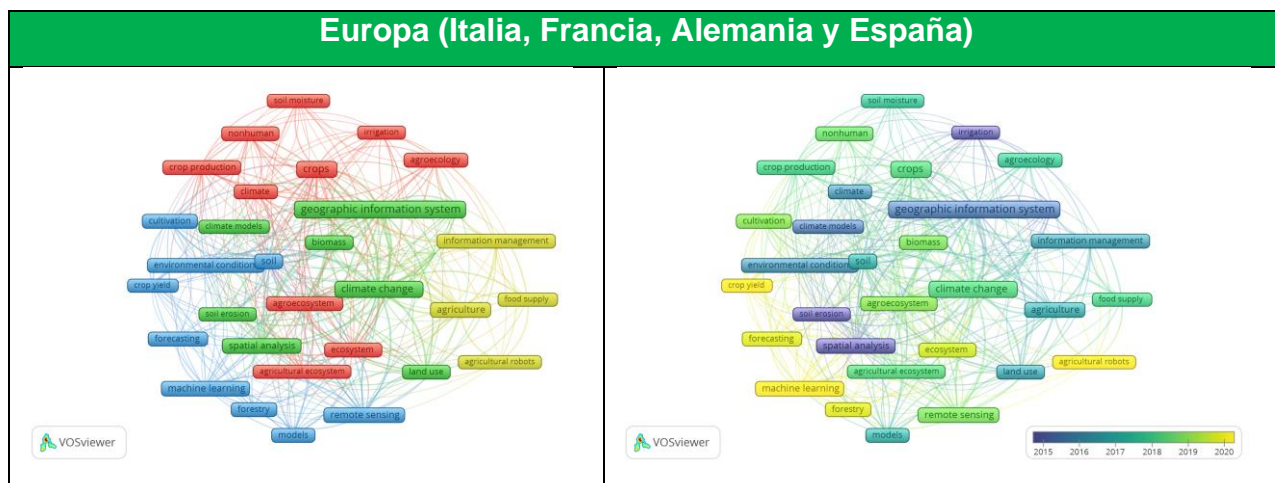 Europa (Italia, Francia, Alemania y España)
soil moisture
nonhuman
irrigation
crop production
crops
agroecology
climate
geographic information system
cultivation
climate models
biomass
information management
environmental condition
soil
crop yield
climate change
agroecosystem
food supply
soil erosion
agriculture
forecasting
spatial analysis
ecosystem
agricultural robots
agricultural ecosystem
land use
machine learning
forestry
remote sensing
models
VOSviewer
soil moisture
nonhuman
irrigation
crop production
crops
agroecology
climate
geographic information system
cultivation
climate models
biomass
information management
environmental condition
soil
crop yield
climate change
agroecosystem
food supply
soil erosion
agriculture
spatial analysis
forecasting
ecosystem
agricultural robots
agricultural ecosystem
land use
machine learning
forestry
remote sensing
models
VOSviewer
2015 2016 2017 2018 2019 2020